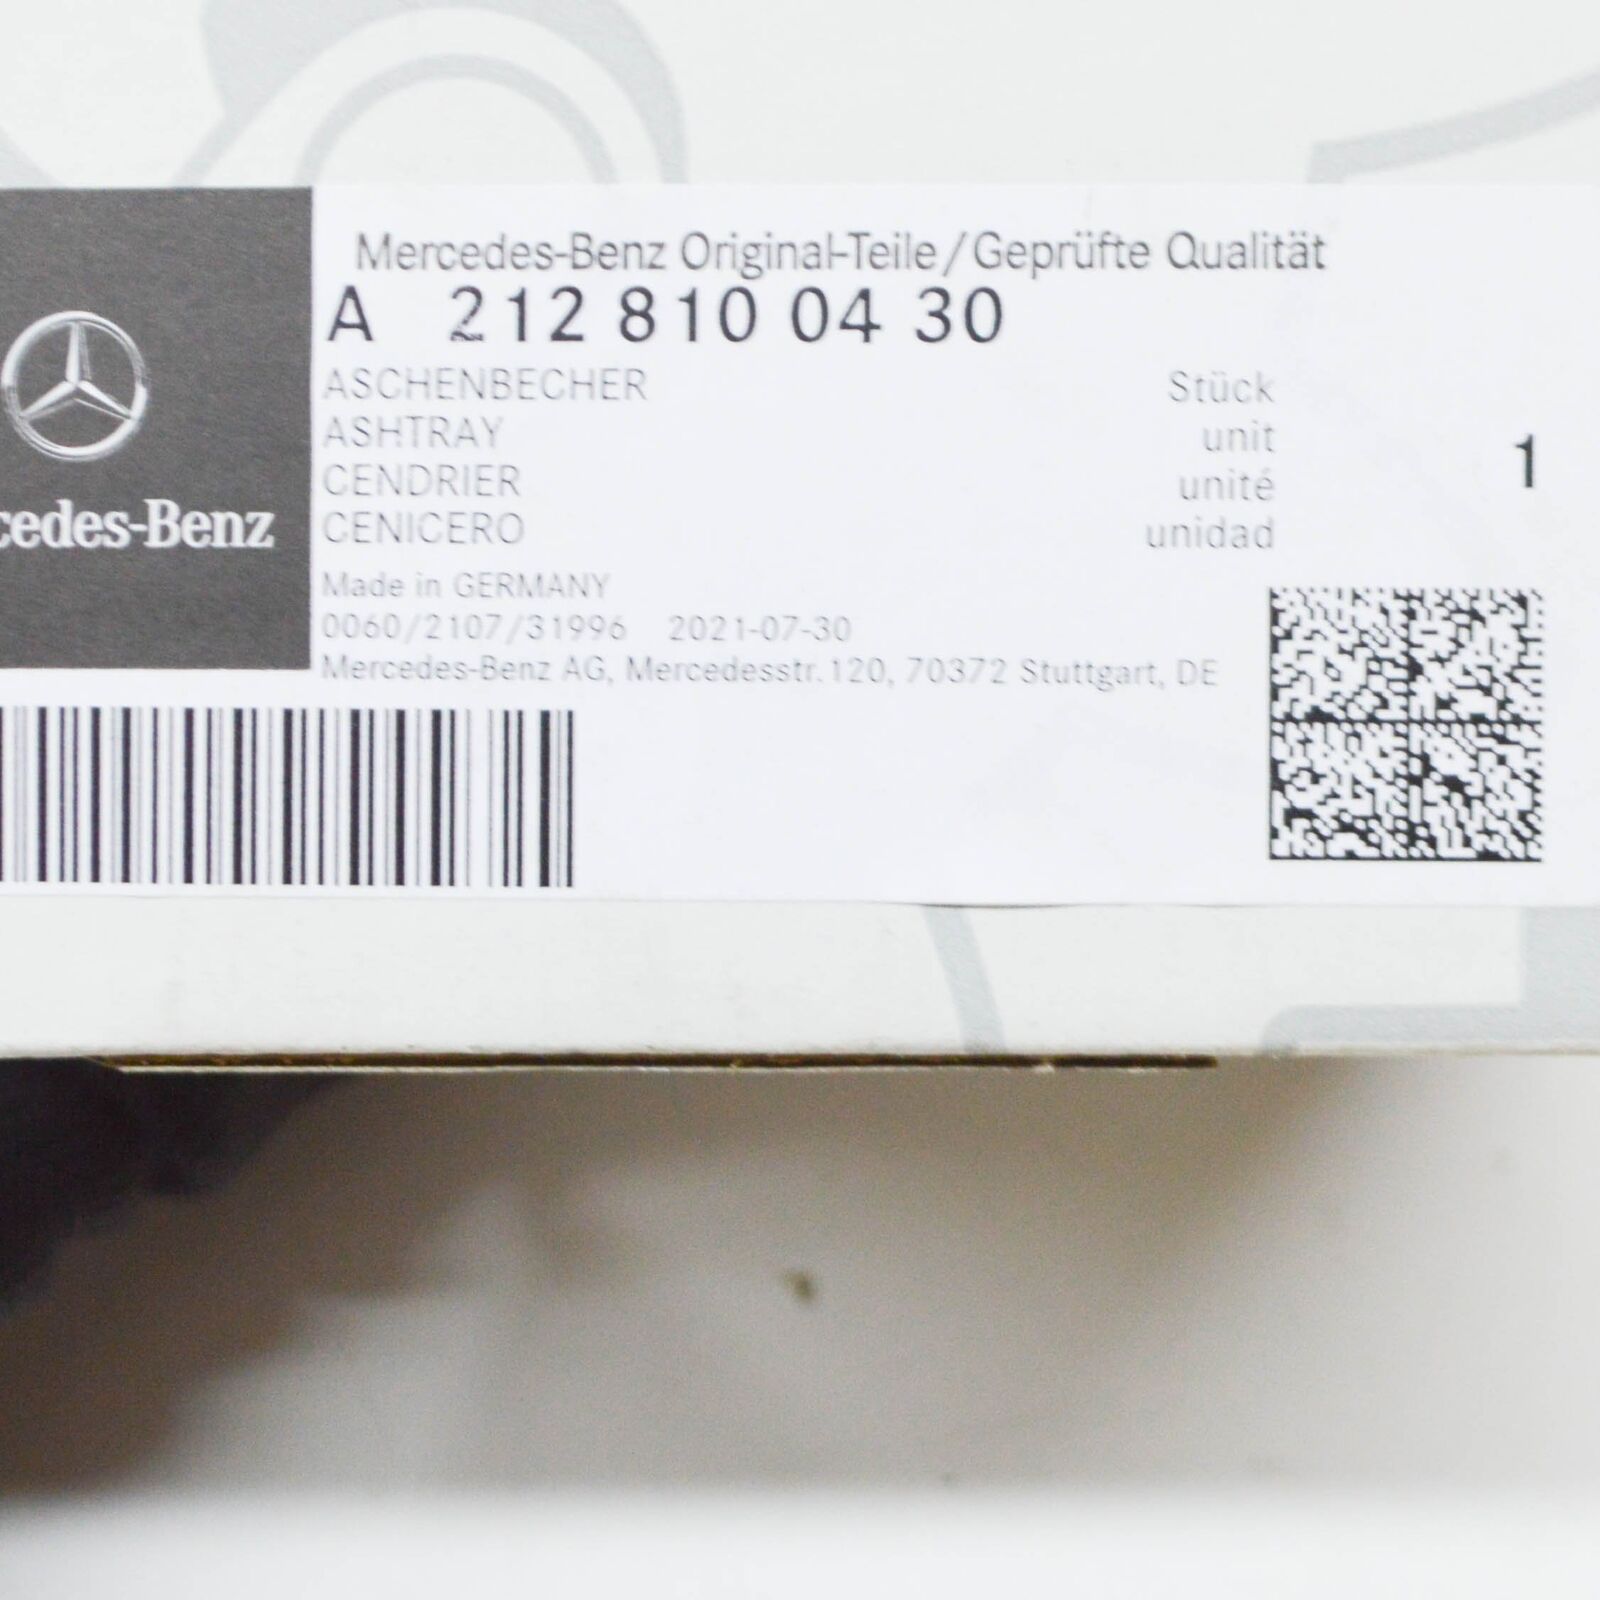 Mercedes-Benz Original-Teile/Geprüfte Qualität
A 212 810 04 30
ASCHENBECHER Stück
ASHTRAY unit
CENDRIER unité
CENICERO unidad
1
cedes-Benz
Made in GERMANY
0060/2107/31996 2021-07-30
Mercedes-Benz AG, Mercedesstr. 120, 70372 Stuttgart, DE